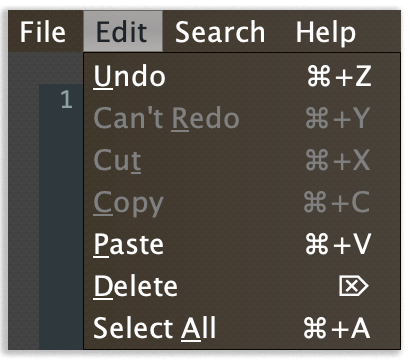 File Edit Search Help
1
Undo ⌘+Z
Can't Redo ⌘+Y
Cut ⌘+X
Copy ⌘+C
Paste ⌘+V
Delete ⌦
Select All ⌘+A